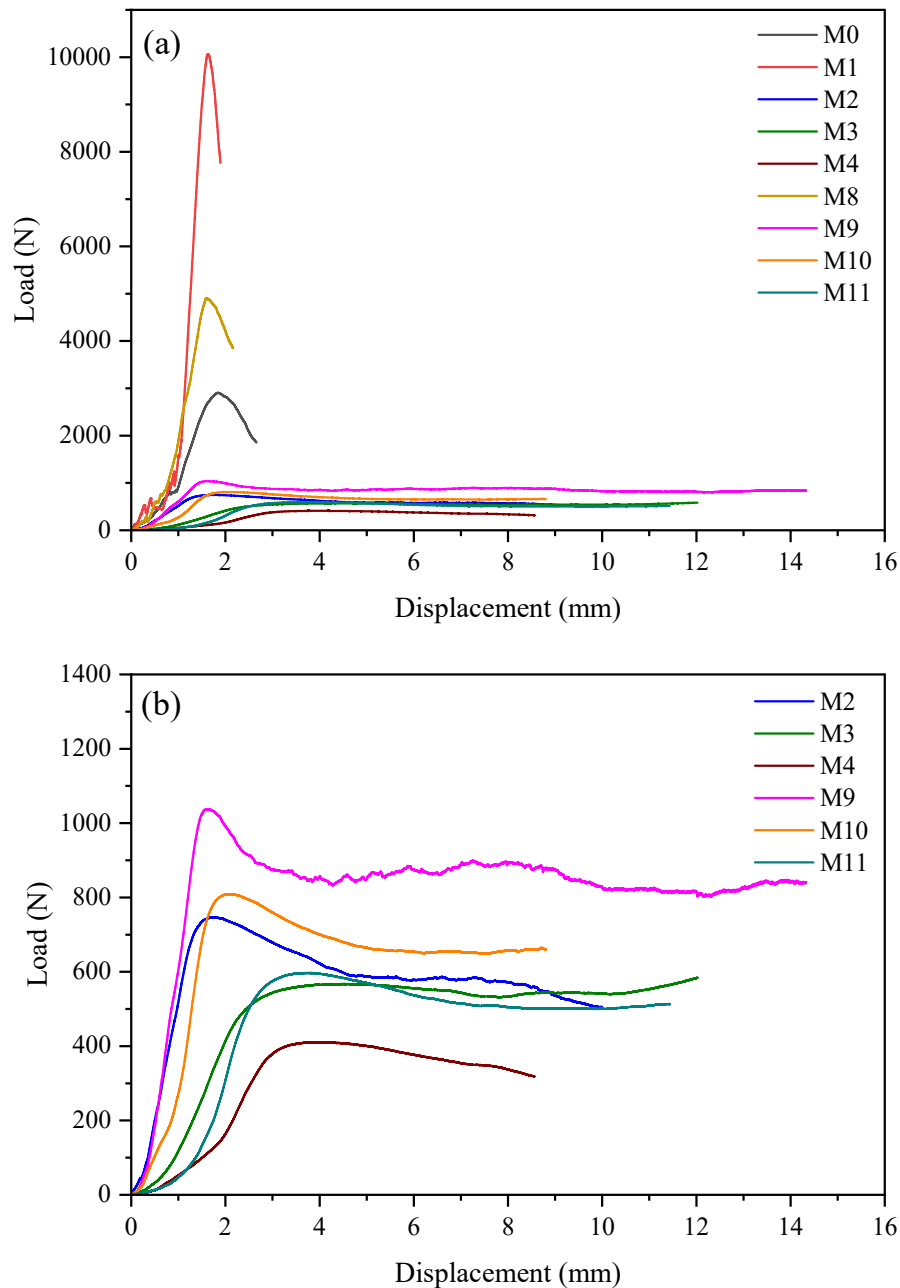 (a)
M0
M1
M2
M3
M4
M8
M9
M10
M11
10000
8000
6000
4000
2000
0
Load (N)
0 2 4 6 8 10 12 14 16
Displacement (mm)
(b)
M2
M3
M4
M9
M10
M11
1400
1200
1000
800
600
400
200
0
Load (N)
0 2 4 6 8 10 12 14 16
Displacement (mm)